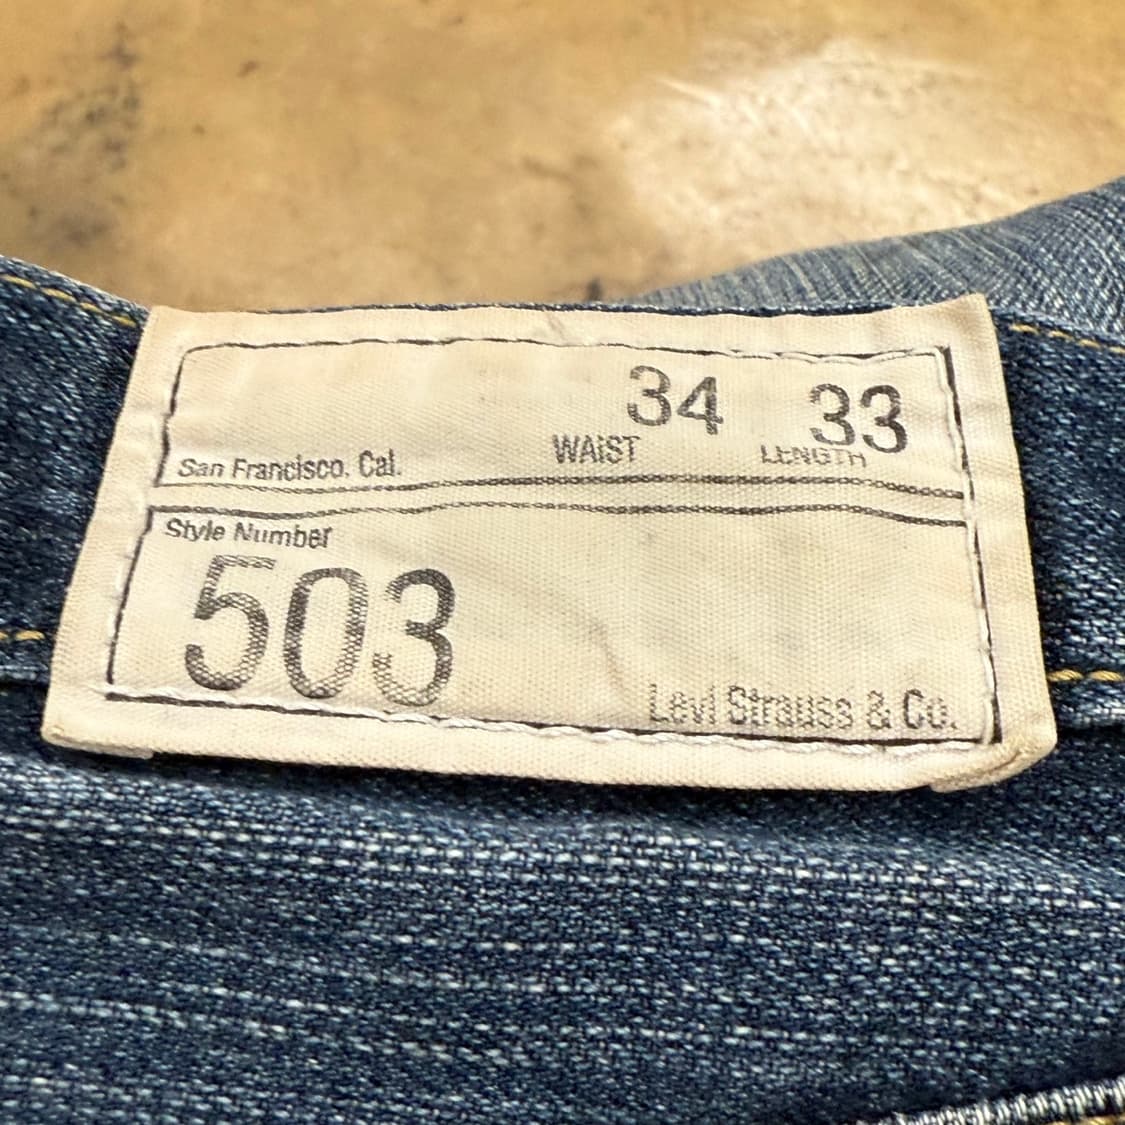 34 33
WAIST LENGTH
San Francisco, Cal.
Style Number
503
Levi Strauss & Co.